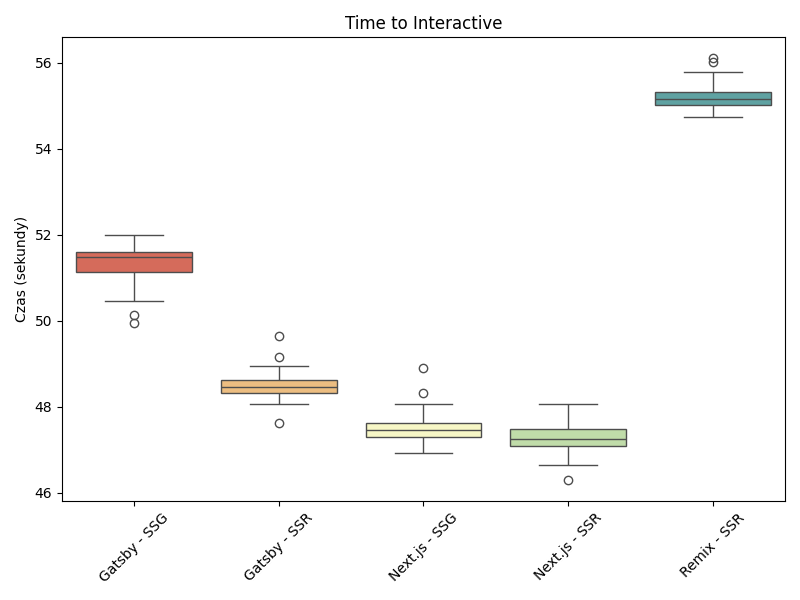 Time to Interactive
Czas (sekundy)
56
54
52
50
48
46
Gatsby - SSG
Gatsby - SSR
Next.js - SSG
Next.js - SSR
Remix - SSR